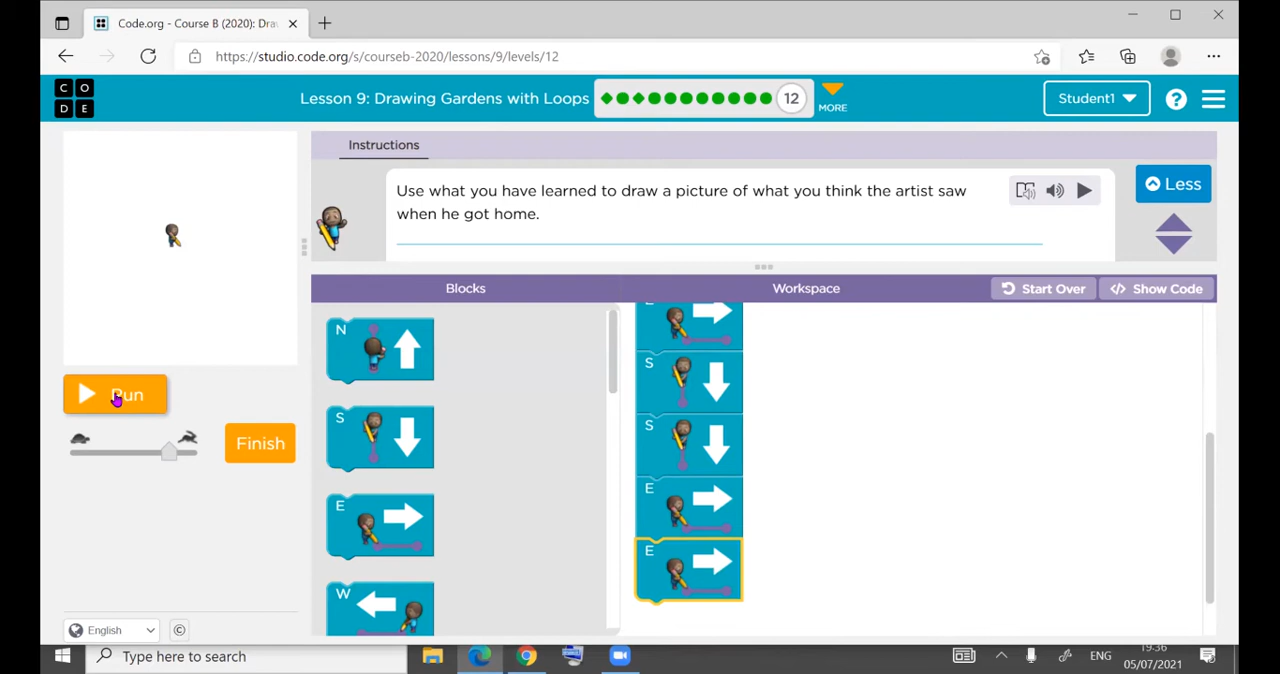 Code.org - Course B (2020): Dra
https://studio.code.org/s/courseb-2020/lessons/9/levels/12
C O
D E
Lesson 9: Drawing Gardens with Loops
12
MORE
Student1
?
Instructions
Use what you have learned to draw a picture of what you think the artist saw
when he got home.
Less
Blocks
Workspace
Start Over
</> Show Code
N
S
E
W
E
S
S
E
E
Run
Finish
English
©
Type here to search
ENG
19:36
05/07/2021